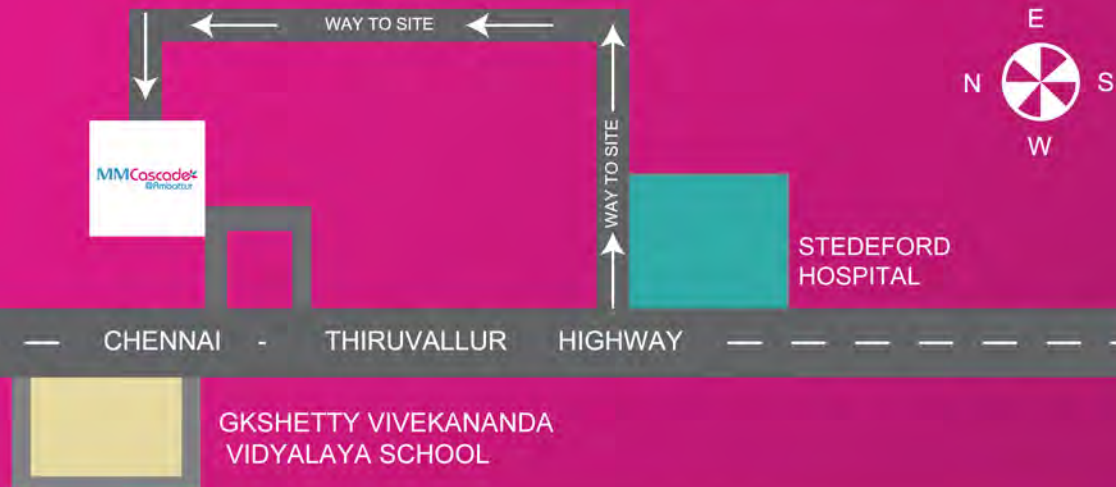 WAY TO SITE
E
N
S
W
WAY TO SITE
MMCascade
@Ambattur
STEDEFORD
HOSPITAL
CHENNAI - THIRUVALLUR HIGHWAY
GKSHETTY VIVEKANANDA
VIDYALAYA SCHOOL